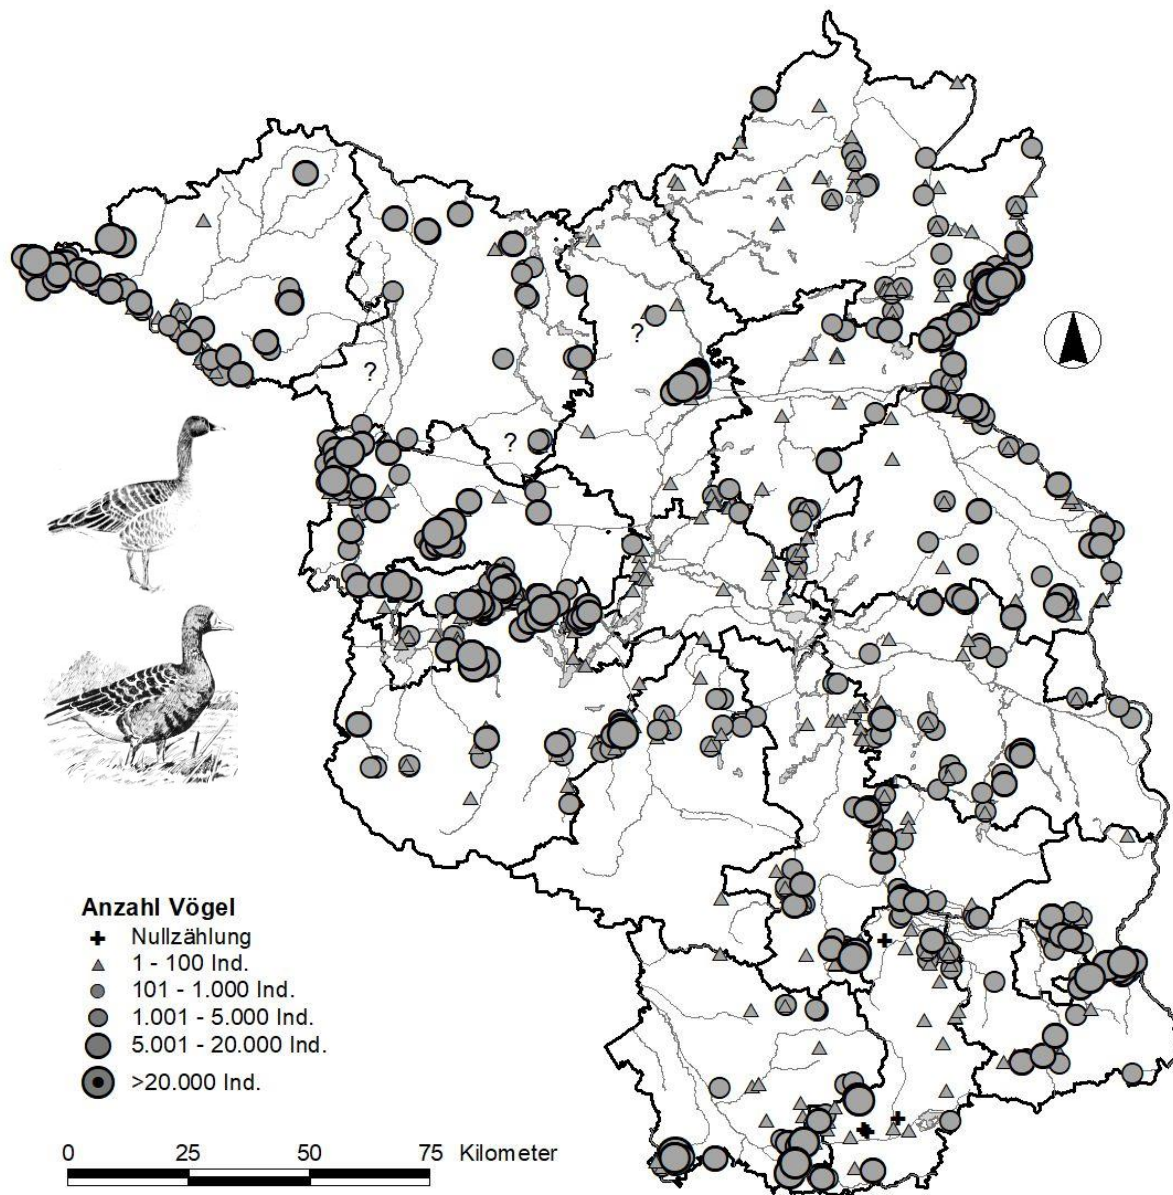 ?
?
?
Anzahl Vögel
Nullzählung
1 - 100 Ind.
101 - 1.000 Ind.
1.001 - 5.000 Ind.
5.001 - 20.000 Ind.
>20.000 Ind.
0 25 50 75 Kilometer